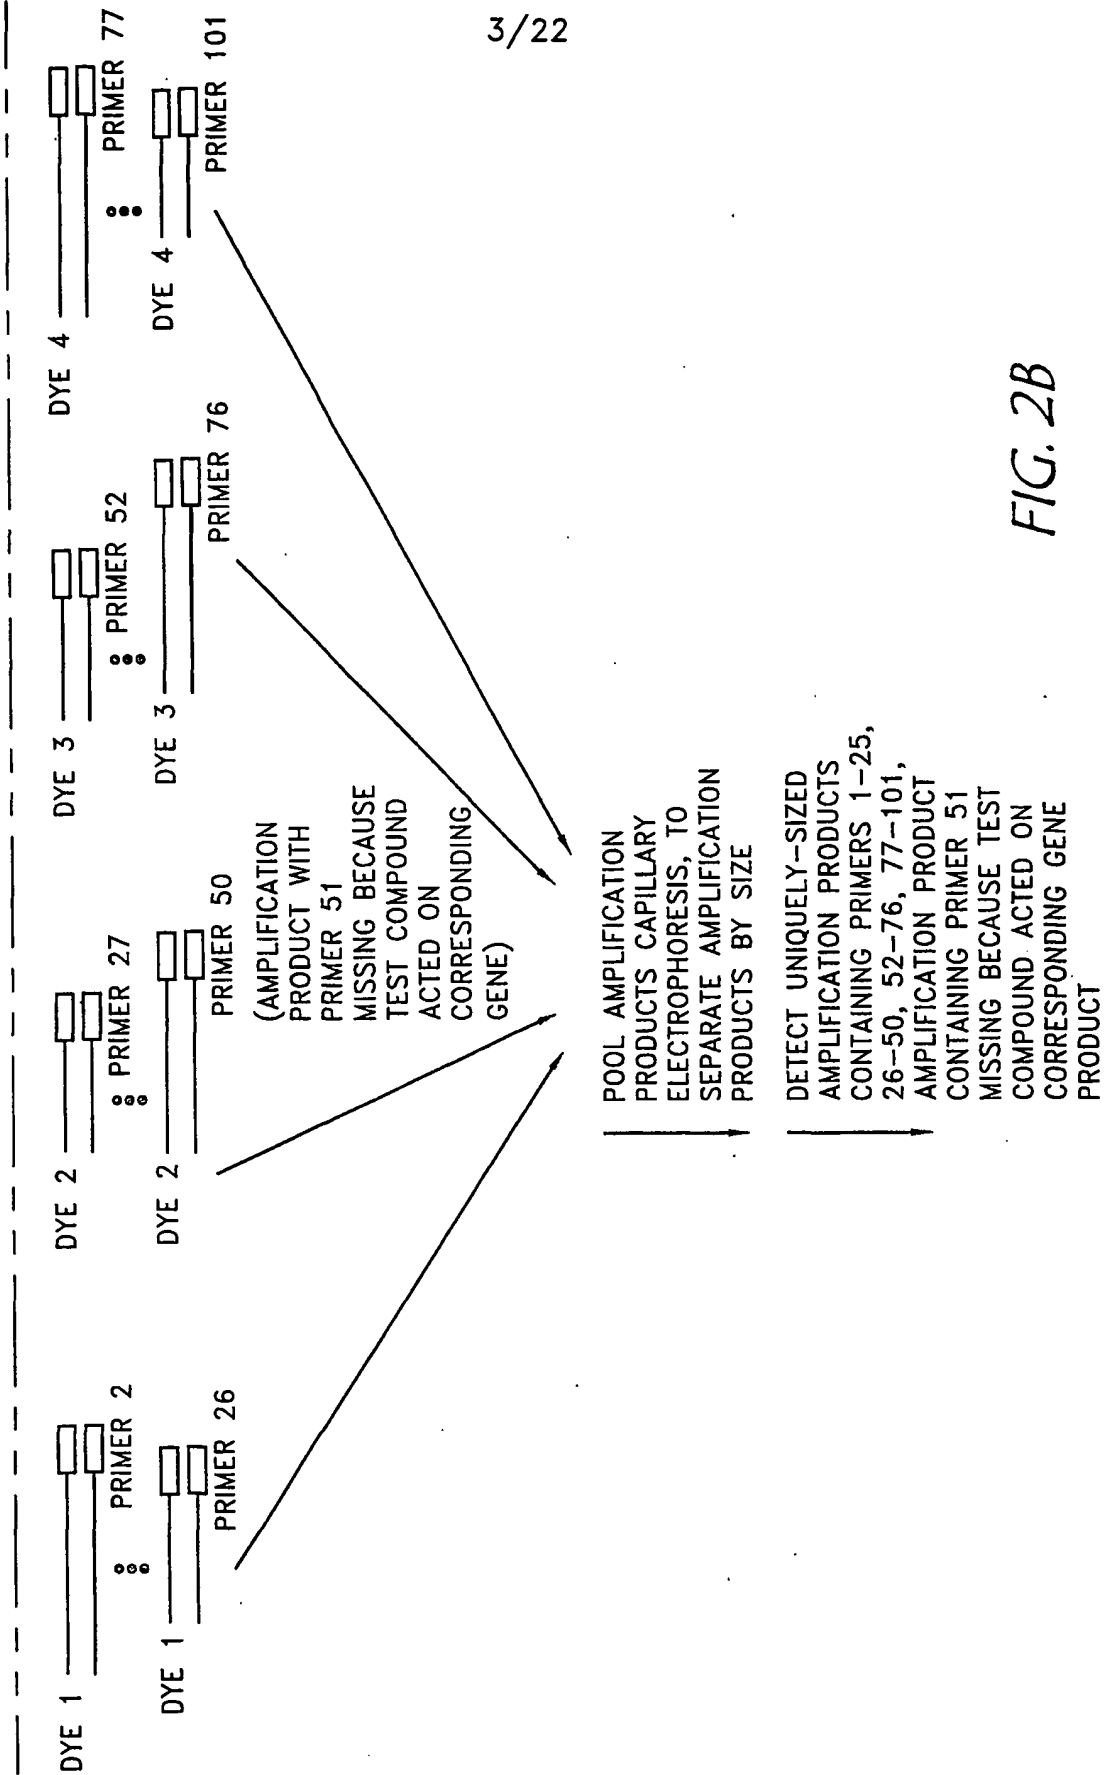 3/22
DYE 1
PRIMER 2
DYE 1
PRIMER 26
DYE 2
PRIMER 27
DYE 2
PRIMER 50
(AMPLIFICATION
PRODUCT WITH
PRIMER 51
MISSING BECAUSE
TEST COMPOUND
ACTED ON
CORRESPONDING
GENE)
DYE 3
PRIMER 52
DYE 3
PRIMER 76
DYE 4
PRIMER 77
DYE 4
PRIMER 101
POOL AMPLIFICATION
PRODUCTS CAPILLARY
ELECTROPHORESIS, TO
SEPARATE AMPLIFICATION
PRODUCTS BY SIZE
DETECT UNIQUELY-SIZED
AMPLIFICATION PRODUCTS
CONTAINING PRIMERS 1-25,
26-50, 52-76, 77-101,
AMPLIFICATION PRODUCT
CONTAINING PRIMER 51
MISSING BECAUSE TEST
COMPOUND ACTED ON
CORRESPONDING GENE
PRODUCT
FIG. 2B